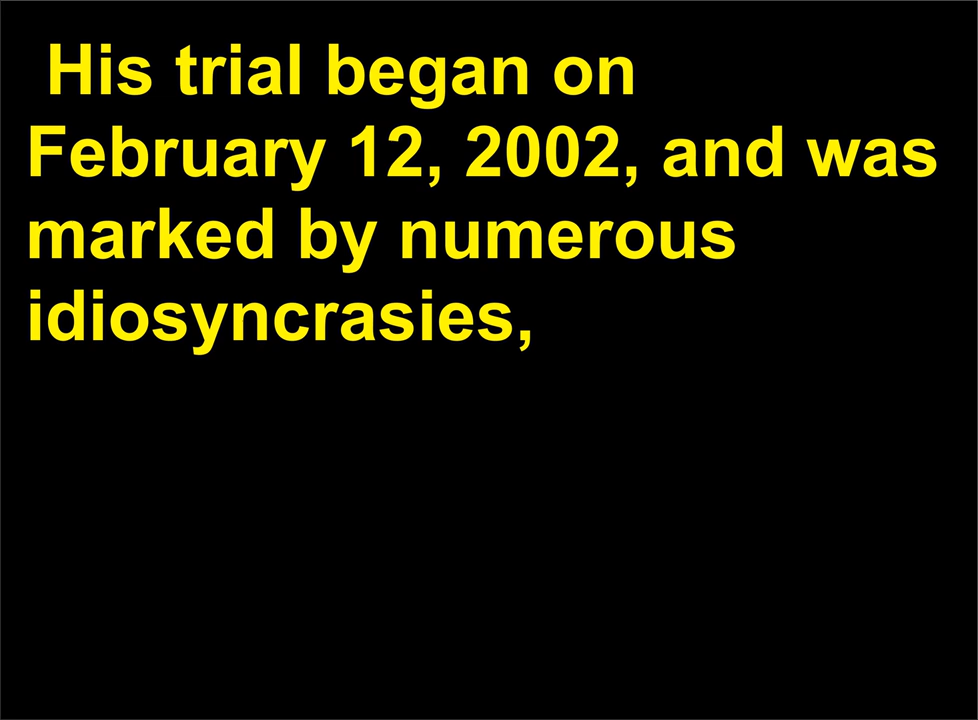 His trial began on
February 12, 2002, and was
marked by numerous
idiosyncrasies,